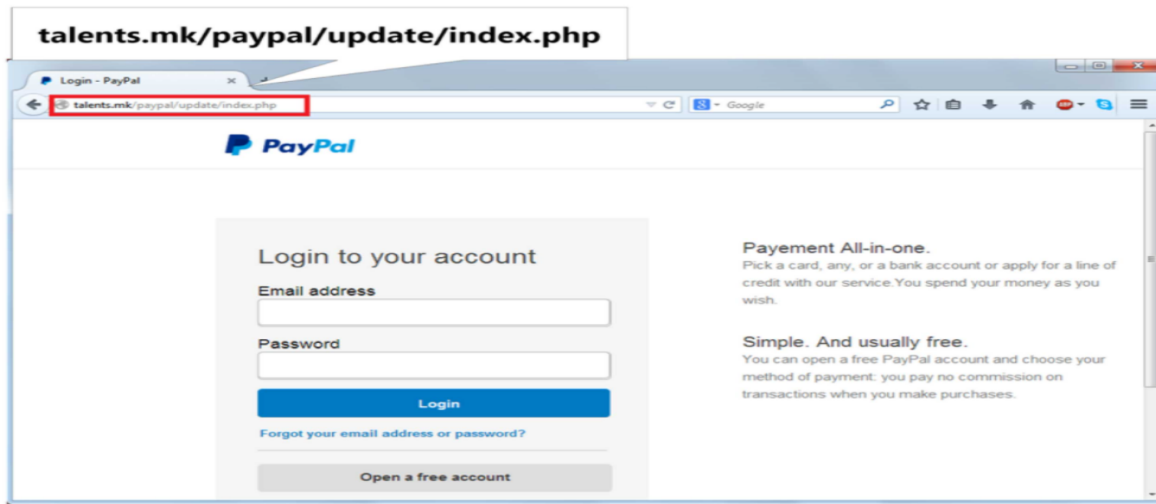 talents.mk/paypal/update/index.php
Login - PayPal
talents.mk/paypal/update/index.php
Google
PayPal
Login to your account
Email address
Password
Login
Forgot your email address or password?
Open a free account
Payement All-in-one.
Pick a card, any, or a bank account or apply for a line of
credit with our service.You spend your money as you
wish.
Simple. And usually free.
You can open a free PayPal account and choose your
method of payment: you pay no commission on
transactions when you make purchases.